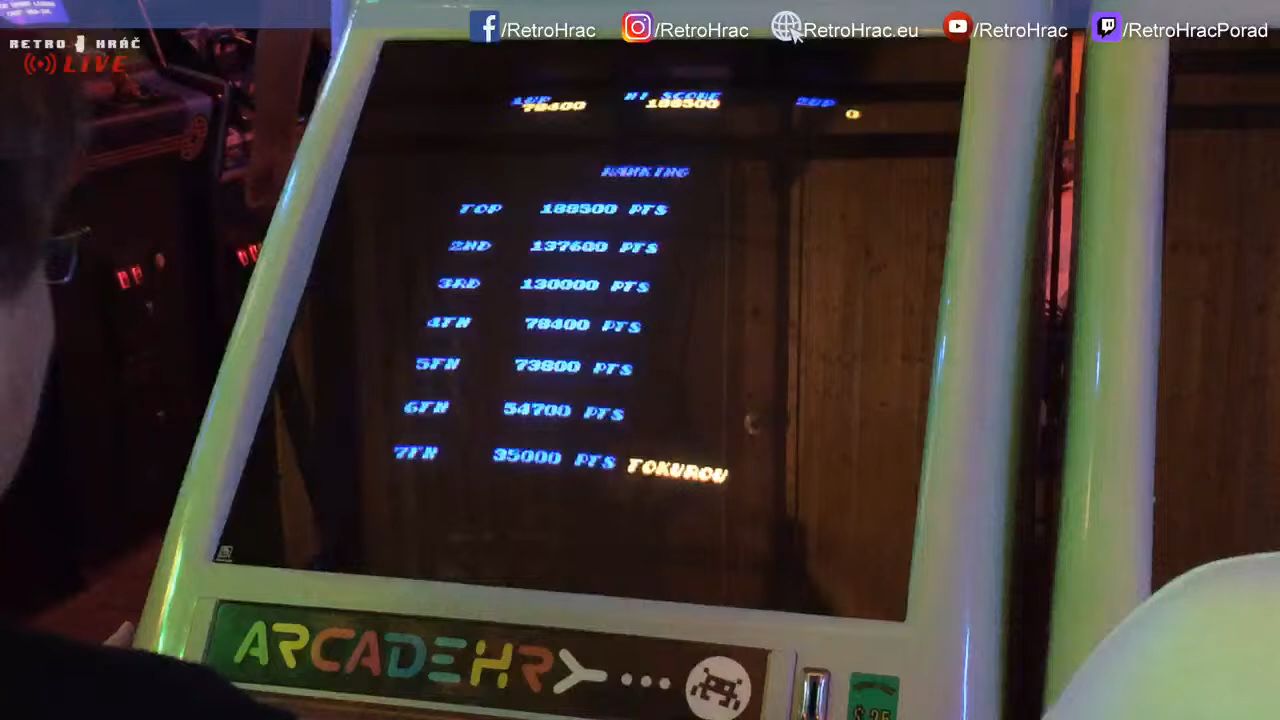 /RetroHrac
/RetroHrac
RetroHrac.eu
/RetroHrac
/RetroHracPorad
RETRO HRÁČ
LIVE
1UP
78400
HI SCORE
188500
2UP
0
RANKING
TOP 188500 PTS
2ND 137600 PTS
3RD 130000 PTS
4TH 78400 PTS
5TH 73800 PTS
6TH 54700 PTS
7TH 35000 PTS TOKUROU
ARCADEHRY...